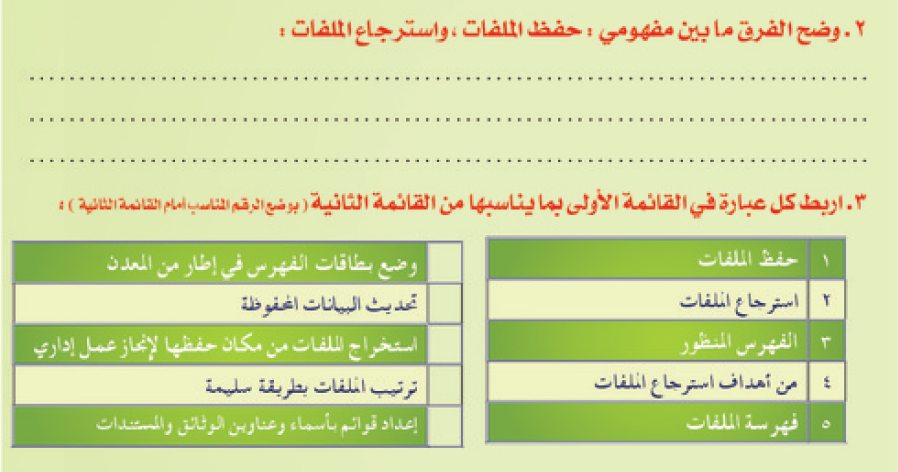 ٢. وضح الفرق ما بين مفهومي : حفظ الملفات ، واسترجاع الملفات :
٣. اربط كل عبارة في القائمة الأولى بما يناسبها من القائمة الثانية ( بوضع الرقم المناسب أمام القائمة الثانية ) :
١ حفظ الملفات
٢ استرجاع الملفات
٣ الفهرس المنظور
٤ من أهداف استرجاع الملفات
٥ فهرسة الملفات
وضع بطاقات الفهرس في إطار من المعدن
تحديث البيانات المحفوظة
استخراج الملفات من مكان حفظها لإنجاز عمل إداري
ترتيب الملفات بطريقة سليمة
إعداد قوائم بأسماء وعناوين الوثائق والمستندات